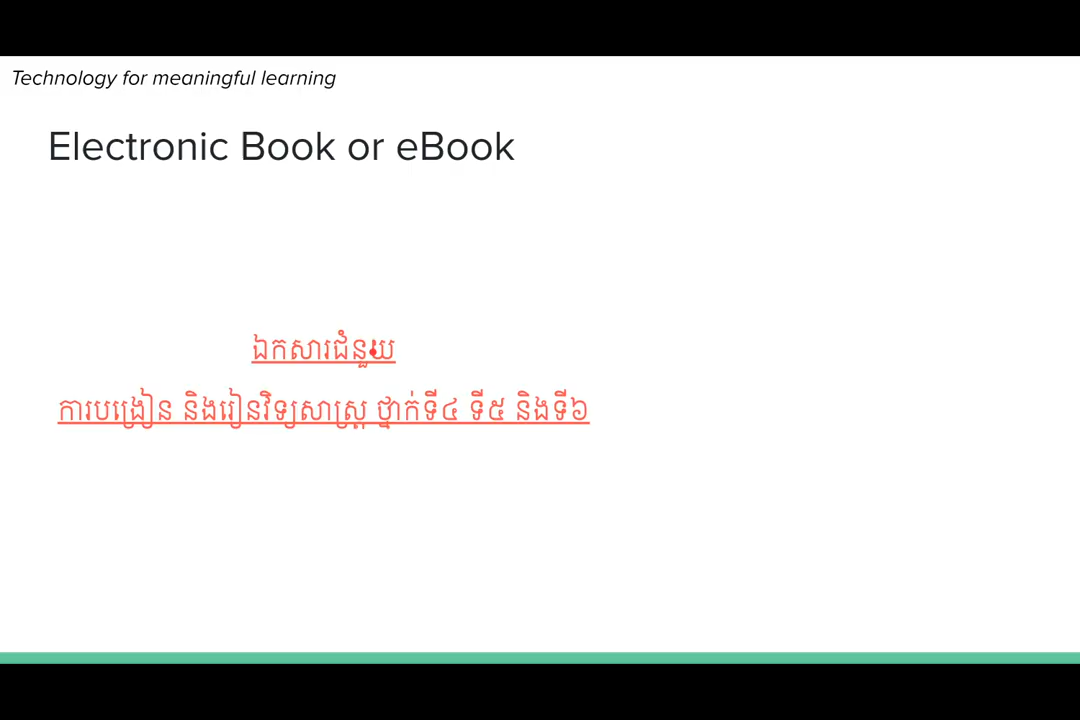 Technology for meaningful learning
Electronic Book or eBook
ឯកសារជំនួយ
ការបង្រៀន និងរៀនវិទ្យសាស្ត្រ ថ្នាក់ទី៤ ទី៥ និងទី៦